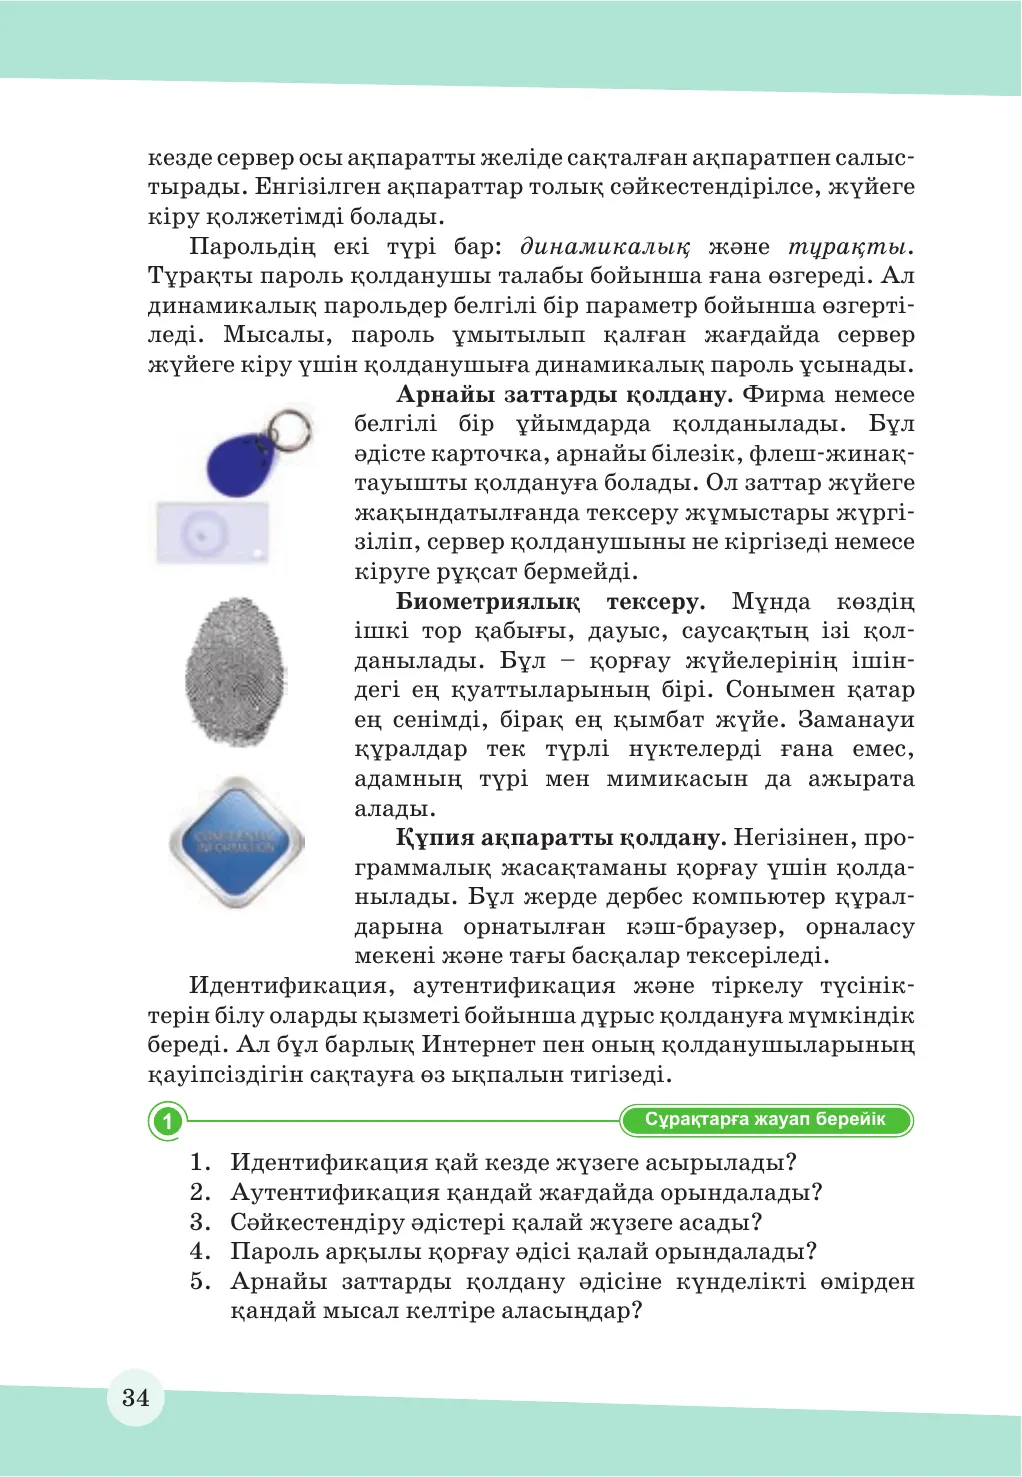 кезде сервер осы ақпаратты желіде сақталған ақпаратпен салыс-
тырады. Енгізілген ақпараттар толық сәйкестендірілсе, жүйеге
кіру қолжетімді болады.
Парольдің екі түрі бар: динамикалық және тұрақты.
Тұрақты пароль қолданушы талабы бойынша ғана өзгереді. Ал
динамикалық парольдер белгілі бір параметр бойынша өзгерті-
леді. Мысалы, пароль ұмытылып қалған жағдайда сервер
жүйеге кіру үшін қолданушыға динамикалық пароль ұсынады.
Арнайы заттарды қолдану. Фирма немесе
белгілі бір ұйымдарда қолданылады. Бұл
әдісте карточка, арнайы білезік, флеш-жинақ-
тауышты қолдануға болады. Ол заттар жүйеге
жақындатылғанда тексеру жұмыстары жүргі-
зіліп, сервер қолданушыны не кіргізеді немесе
кіруге рұқсат бермейді.
Биометриялық тексеру. Мұнда көздің
ішкі тор қабығы, дауыс, саусақтың ізі қол-
данылады. Бұл – қорғау жүйелерінің ішін-
дегі ең қуаттыларының бірі. Сонымен қатар
ең сенімді, бірақ ең қымбат жүйе. Заманауи
құралдар тек түрлі нүктелерді ғана емес,
адамның түрі мен мимикасын да ажырата
алады.
CONFIDENTIAL
INFORMATION
Құпия ақпаратты қолдану. Негізінен, про-
граммалық жасақтаманы қорғау үшін қолда-
нылады. Бұл жерде дербес компьютер құрал-
дарына орнатылған кэш-браузер, орналасу
мекені және тағы басқалар тексеріледі.
Идентификация, аутентификация және тіркелу түсінік-
терін білу оларды қызметі бойынша дұрыс қолдануға мүмкіндік
береді. Ал бұл барлық Интернет пен оның қолданушыларының
қауіпсіздігін сақтауға өз ықпалын тигізеді.
1 Сұрақтарға жауап берейік
1. Идентификация қай кезде жүзеге асырылады?
2. Аутентификация қандай жағдайда орындалады?
3. Сәйкестендіру әдістері қалай жүзеге асады?
4. Пароль арқылы қорғау әдісі қалай орындалады?
5. Арнайы заттарды қолдану әдісіне күнделікті өмірден
қандай мысал келтіре аласыңдар?
34